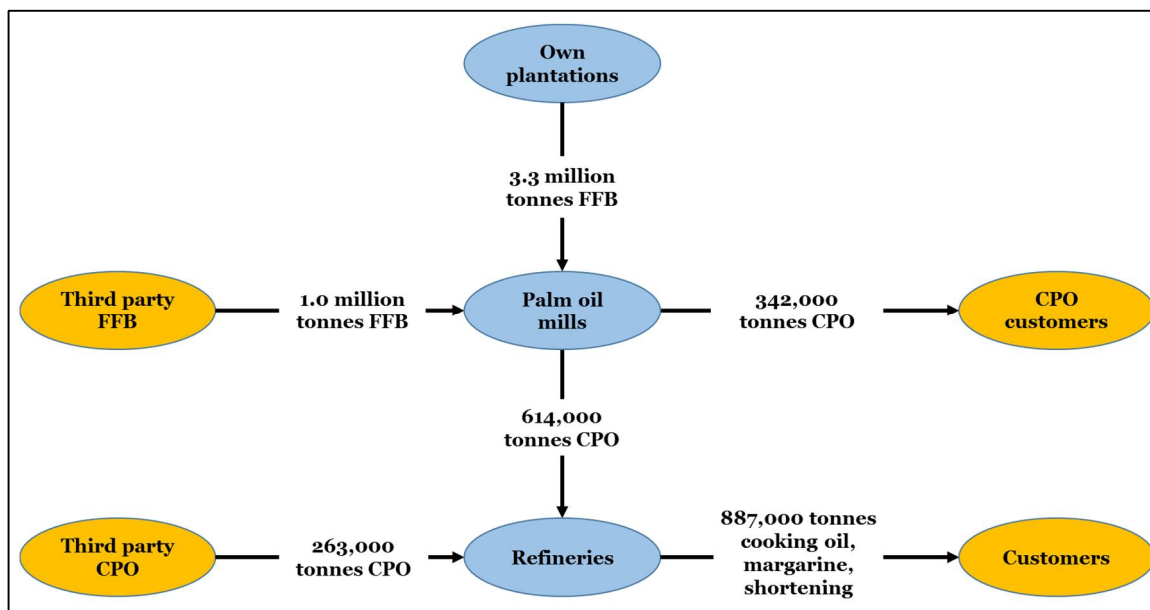 Own
plantations
3.3 million
tonnes FFB
Third party
FFB
1.0 million
tonnes FFB
Palm oil
mills
342,000
tonnes CPO
CPO
customers
614,000
tonnes CPO
Third party
CPO
263,000
tonnes CPO
Refineries
887,000 tonnes
cooking oil,
margarine,
shortening
Customers